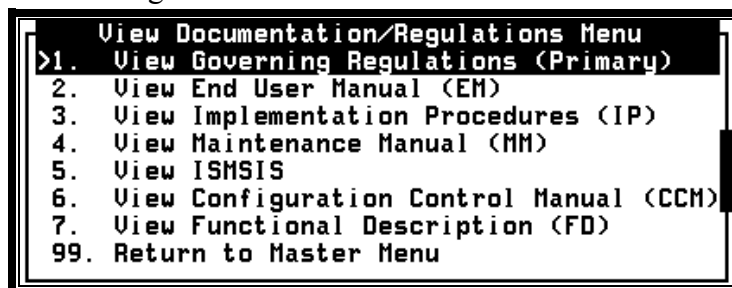 View Documentation/Regulations Menu
>1. View Governing Regulations (Primary)
2. View End User Manual (EM)
3. View Implementation Procedures (IP)
4. View Maintenance Manual (MM)
5. View ISMSIS
6. View Configuration Control Manual (CCM)
7. View Functional Description (FD)
99. Return to Master Menu